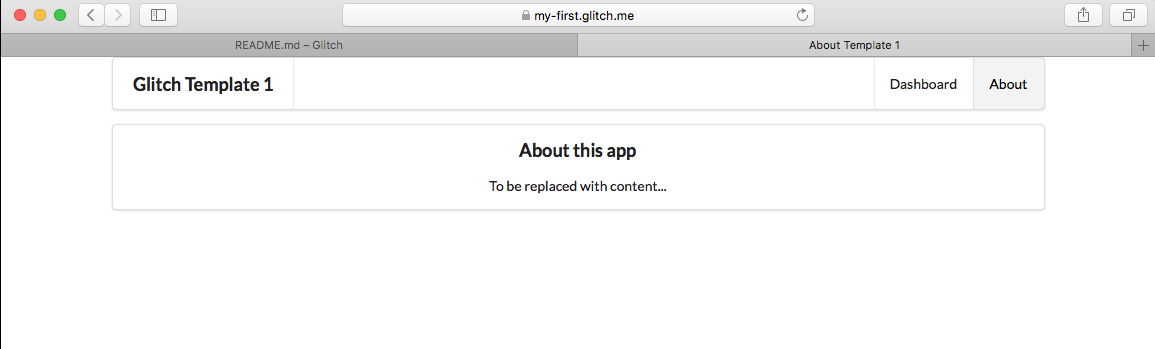 my-first.glitch.me
README.md – Glitch
About Template 1
Glitch Template 1
Dashboard
About
About this app
To be replaced with content...